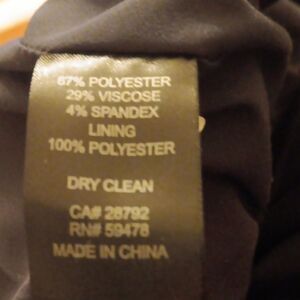 67% POLYESTER
29% VISCOSE
4% SPANDEX
LINING
100% POLYESTER
DRY CLEAN
CA# 28792
RN# 59478
MADE IN CHINA